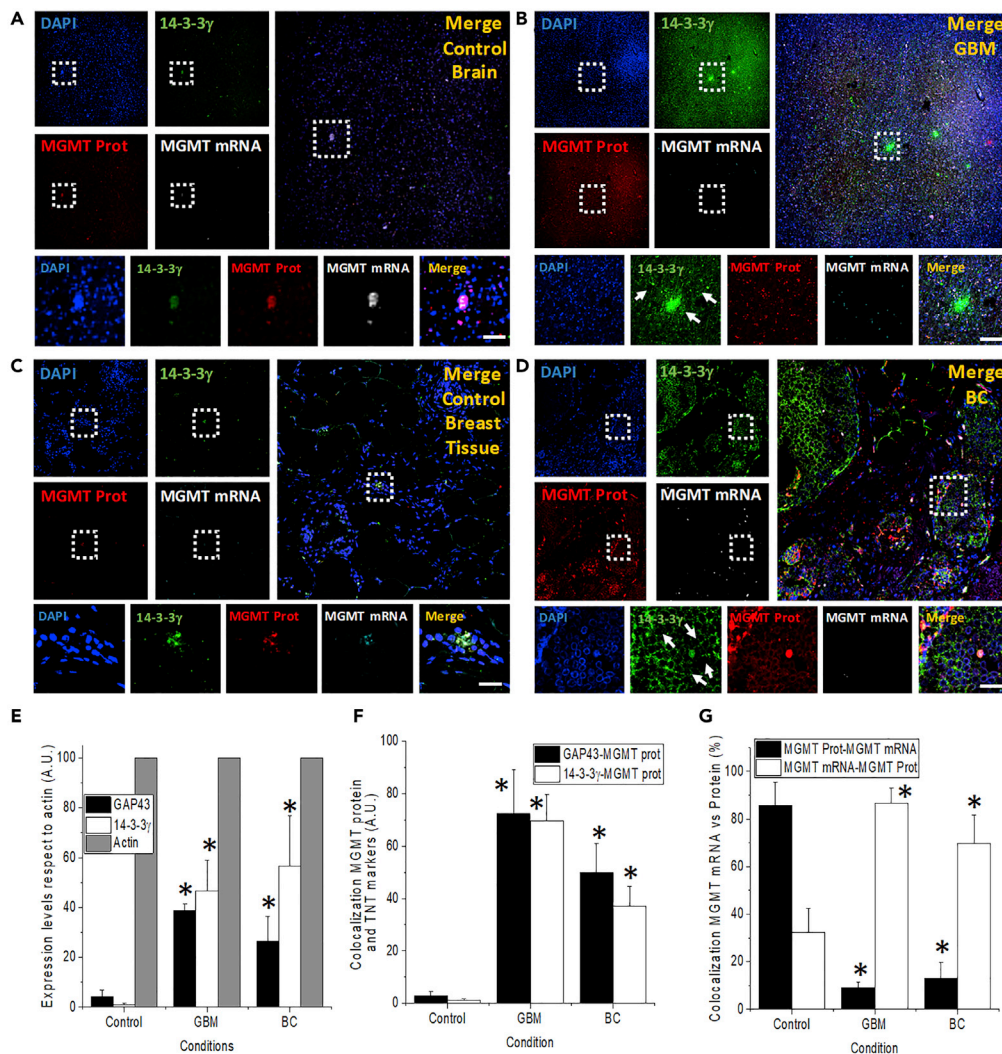 A
DAPI
14-3-3γ
Merge
Control
Brain
MGMT Prot
MGMT mRNA
DAPI
14-3-3γ
MGMT Prot
MGMT mRNA
Merge
B
DAPI
14-3-3γ
Merge
GBM
MGMT Prot
MGMT mRNA
DAPI
14-3-3γ
MGMT Prot
MGMT mRNA
Merge
C
DAPI
14-3-3γ
Merge
Control
Breast
Tissue
MGMT Prot
MGMT mRNA
DAPI
14-3-3γ
MGMT Prot
MGMT mRNA
Merge
D
DAPI
14-3-3γ
Merge
BC
MGMT Prot
MGMT mRNA
DAPI
14-3-3γ
MGMT Prot
MGMT mRNA
Merge
E
Expression levels respect to actin (A.U.)
100
80
60
40
20
0
GAP43
14-3-3γ
Actin
* * * *
Control GBM BC
Conditions
F
Colocalization MGMT protein
and TNT markers (A.U.)
100
80
60
40
20
0
GAP43-MGMT prot
14-3-3γ-MGMT prot
* * * *
Control GBM BC
Condition
G
Colocalization MGMT mRNA vs Protein (%)
100
80
60
40
20
0
MGMT Prot-MGMT mRNA
MGMT mRNA-MGMT Prot
* * * *
Control GBM BC
Condition